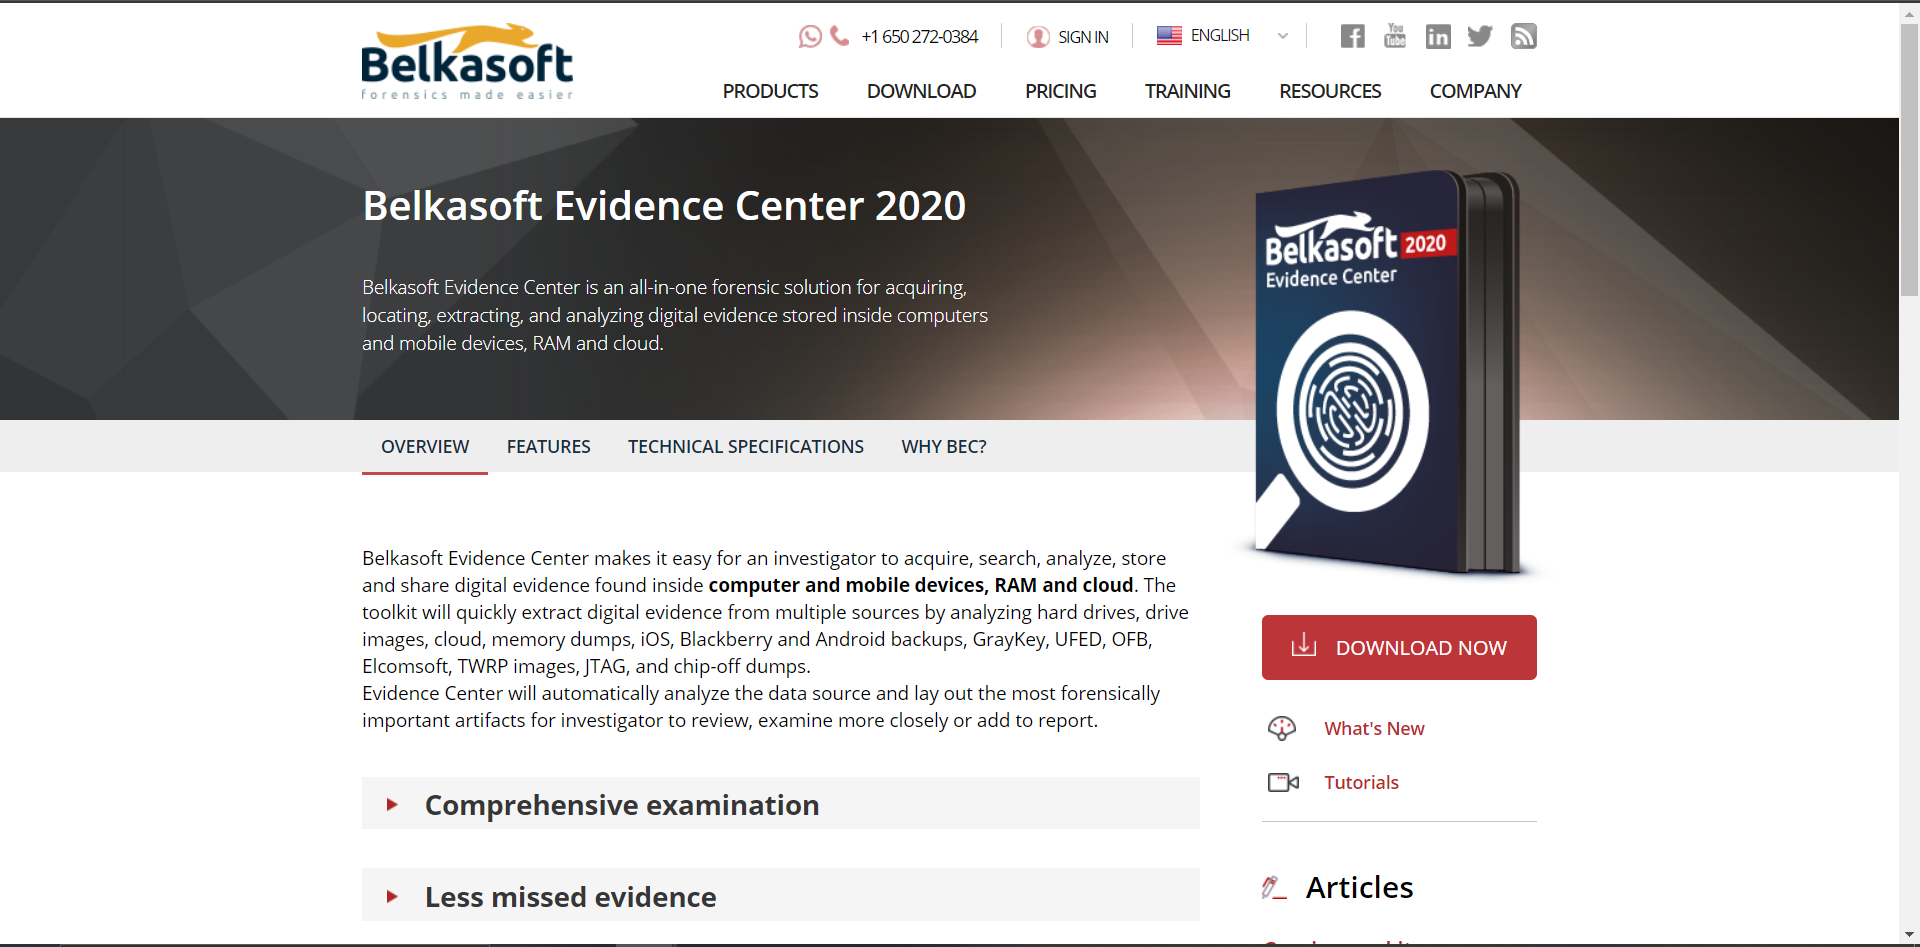 Belkasoft
forensics made easier
+1 650 272-0384
SIGN IN
ENGLISH
You
Tube
in
PRODUCTS
DOWNLOAD
PRICING
TRAINING
RESOURCES
COMPANY
Belkasoft Evidence Center 2020
Belkasoft Evidence Center is an all-in-one forensic solution for acquiring,
locating, extracting, and analyzing digital evidence stored inside computers
and mobile devices, RAM and cloud.
Belkasoft 2020
Evidence Center
OVERVIEW
FEATURES
TECHNICAL SPECIFICATIONS
WHY BEC?
Belkasoft Evidence Center makes it easy for an investigator to acquire, search, analyze, store
and share digital evidence found inside computer and mobile devices, RAM and cloud. The
toolkit will quickly extract digital evidence from multiple sources by analyzing hard drives, drive
images, cloud, memory dumps, iOS, Blackberry and Android backups, GrayKey, UFED, OFB,
Elcomsoft, TWRP images, JTAG, and chip-off dumps.
Evidence Center will automatically analyze the data source and lay out the most forensically
important artifacts for investigator to review, examine more closely or add to report.
Comprehensive examination
Less missed evidence
DOWNLOAD NOW
What's New
Tutorials
Articles